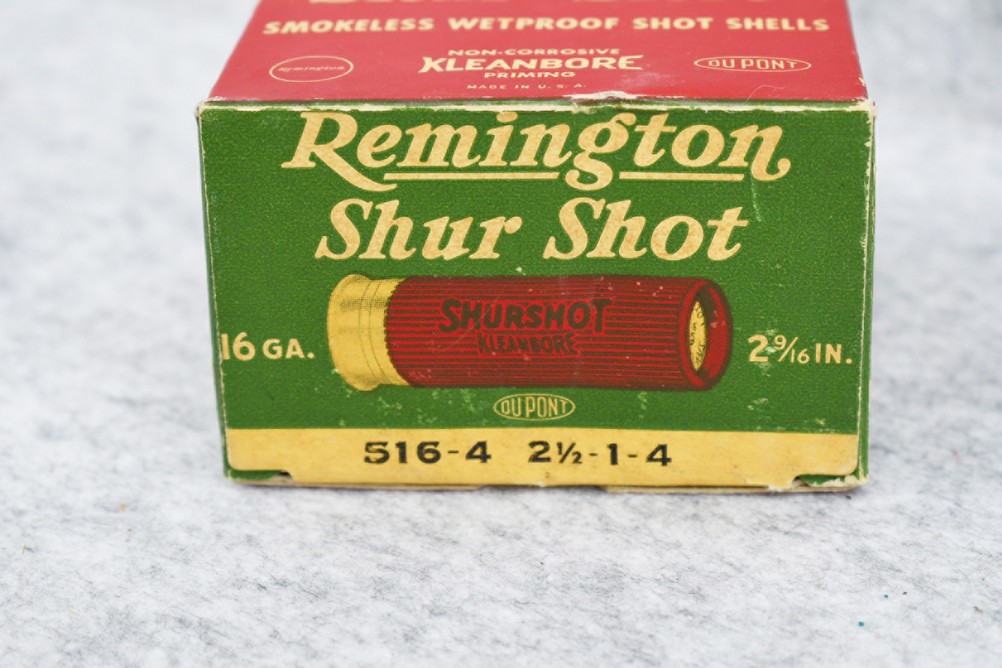 SMOKELESS WETPROOF SHOT SHELLS
NON-CORROSIVE
Remington KLEANBORE DU PONT
PRIMING
MADE IN U.S.A.
Remington
Shur Shot
SHURSHOT
KLEANBORE
16 GA. 2-9/16 IN.
DU PONT
516-4 2½-1-4